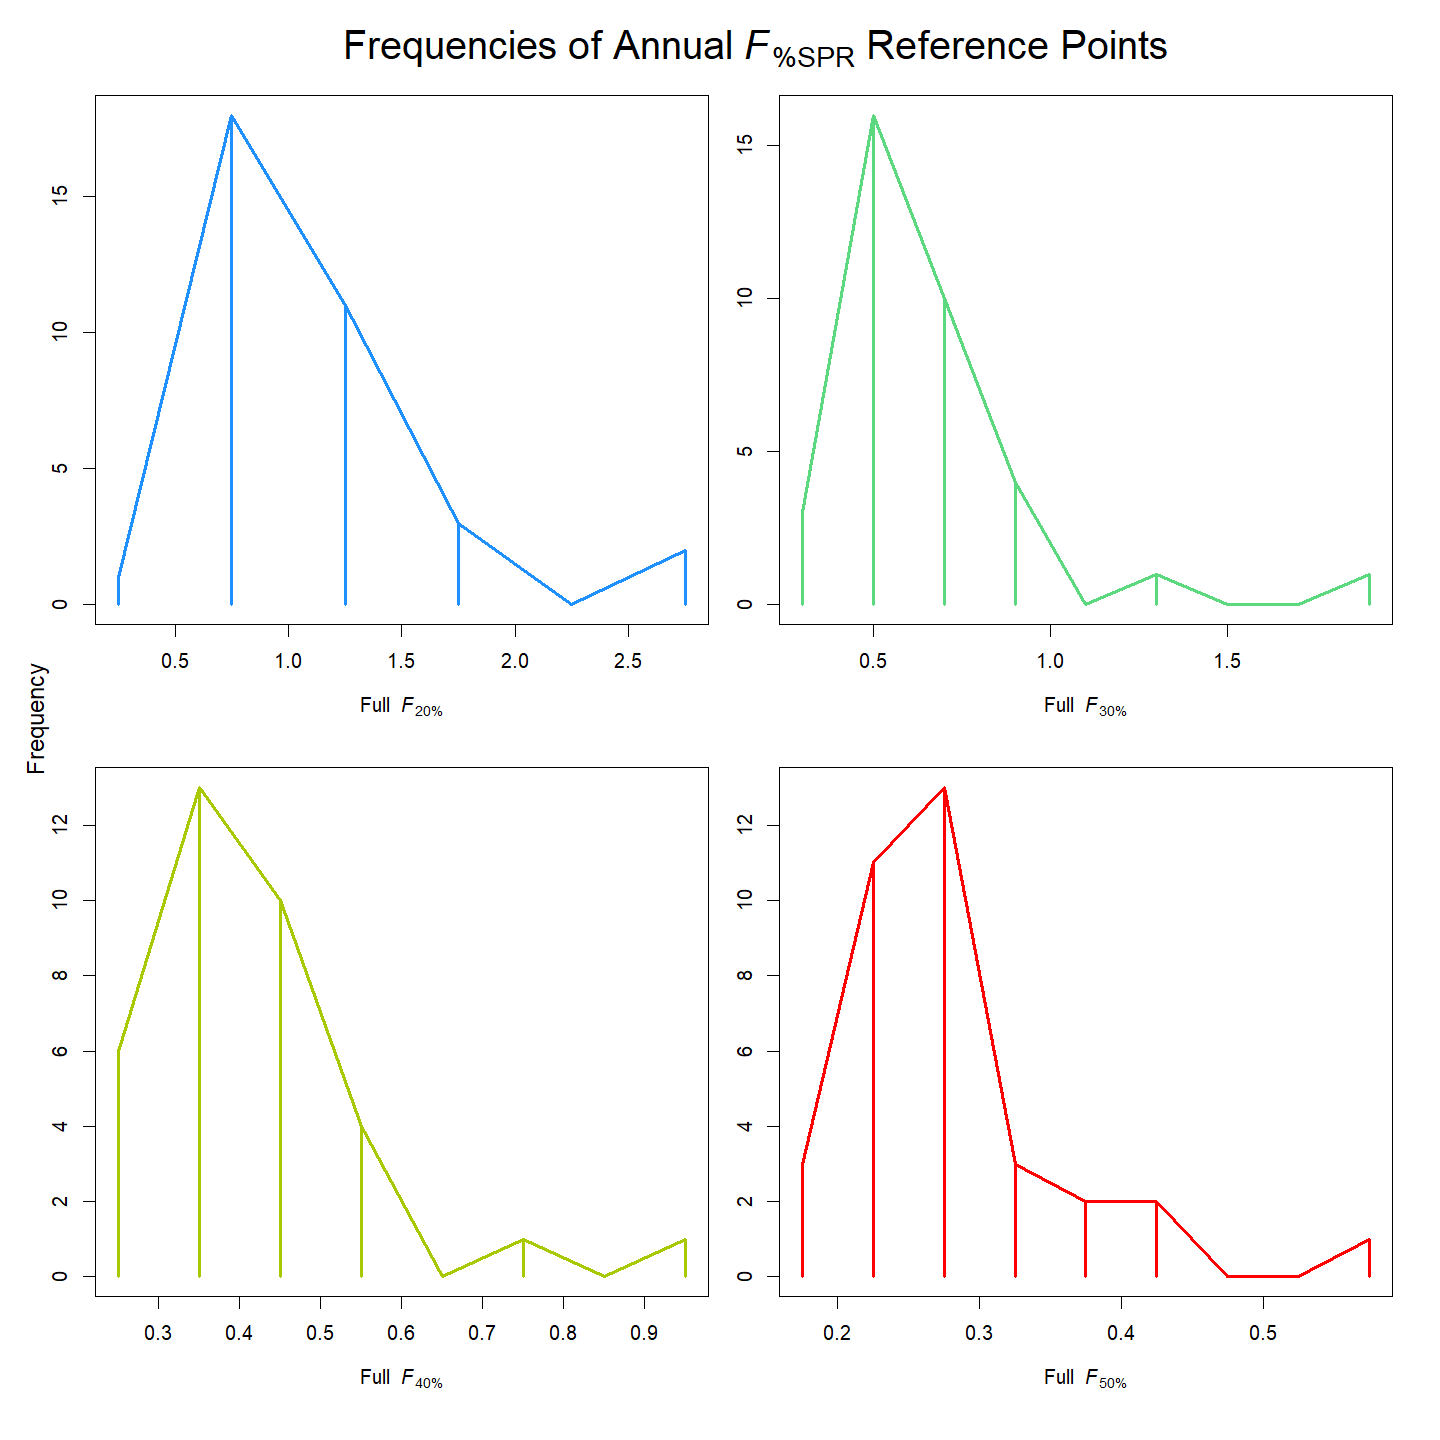 Frequencies of Annual F%SPR Reference Points
0 5 10 15
0.5 1.0 1.5 2.0 2.5
Full F20%
0 5 10 15
0.5 1.0 1.5
Full F30%
Frequency
0 2 4 6 8 10 12
0.3 0.4 0.5 0.6 0.7 0.8 0.9
Full F40%
0 2 4 6 8 10 12
0.2 0.3 0.4 0.5
Full F50%